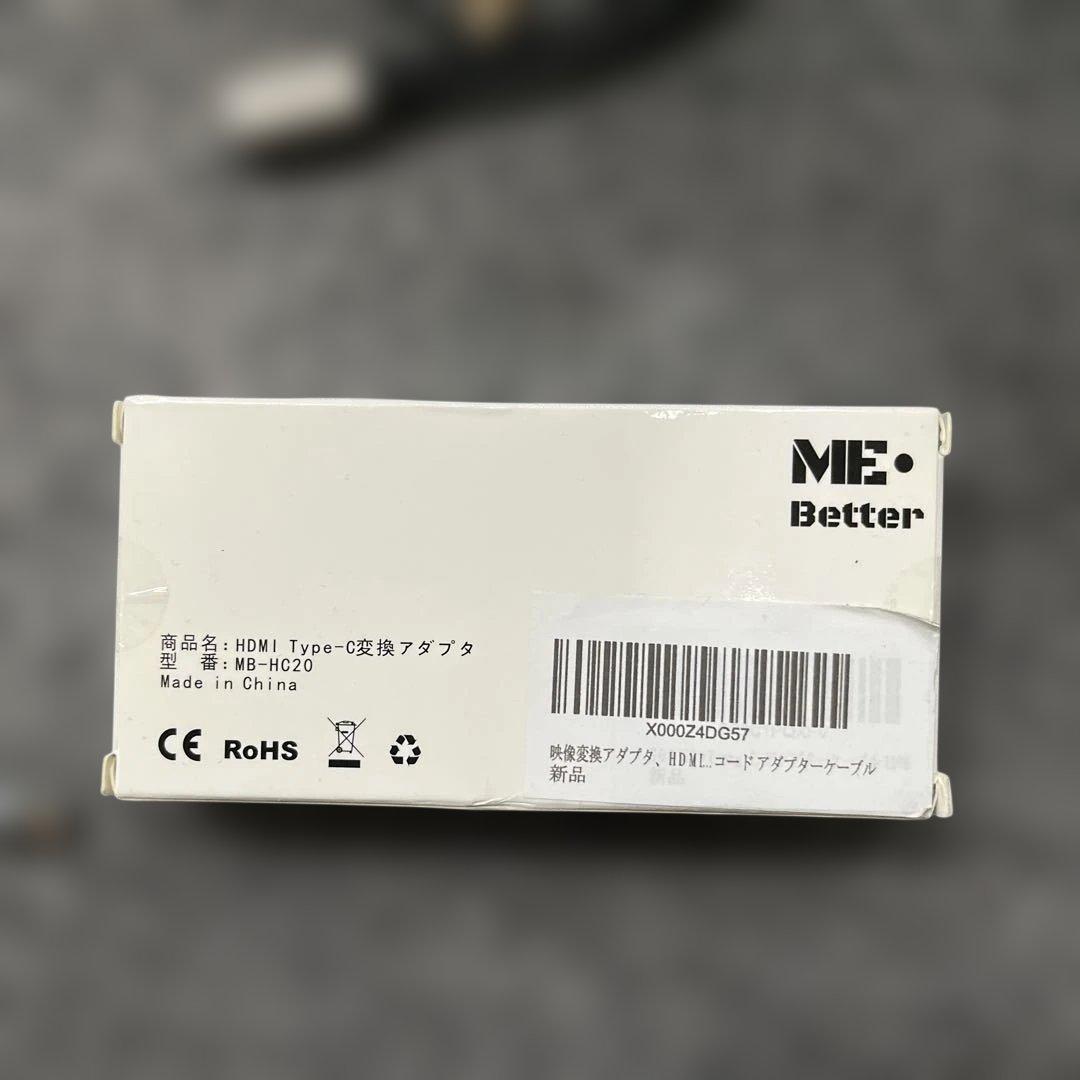 ME•
Better
商品名:HDMI Type-C変換アダプタ
型 番:MB-HC20
Made in China
CE RoHS
X000Z4DG57
映像変換アダプタ、HDMI...コード アダプターケーブル
新品